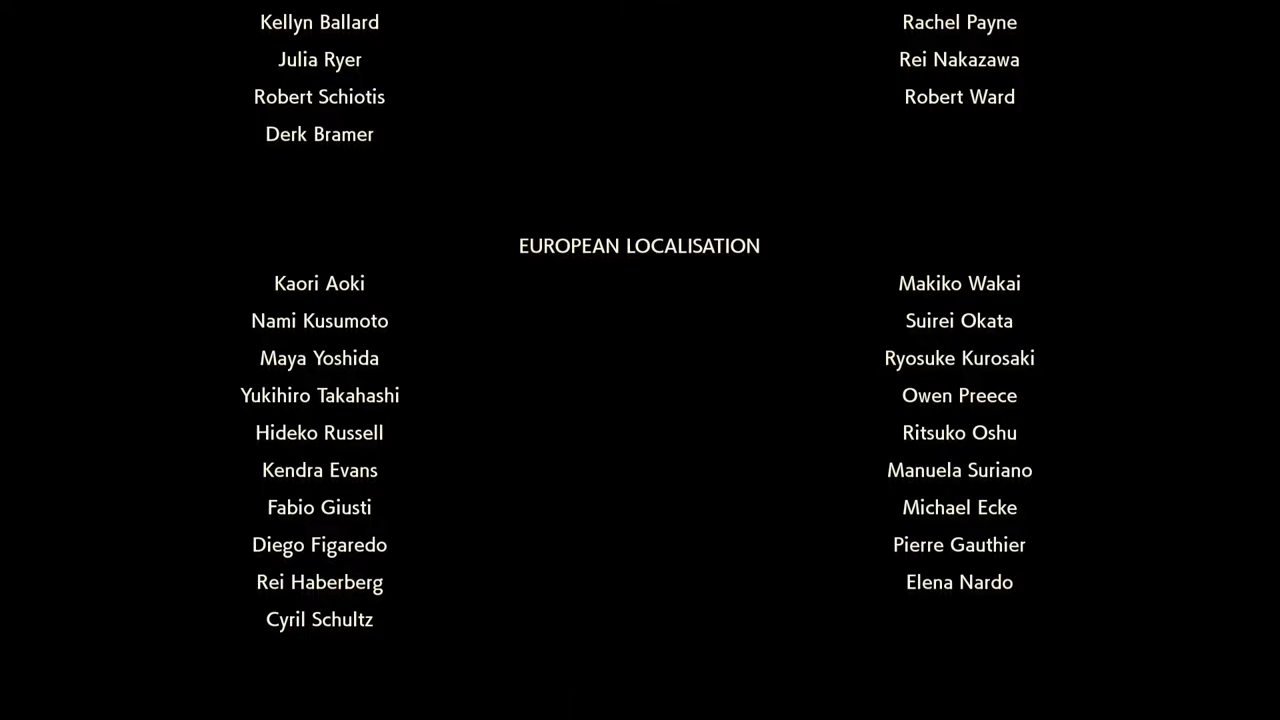 Kellyn Ballard Rachel Payne
Julia Ryer Rei Nakazawa
Robert Schiotis Robert Ward
Derk Bramer
EUROPEAN LOCALISATION
Kaori Aoki Makiko Wakai
Nami Kusumoto Suirei Okata
Maya Yoshida Ryosuke Kurosaki
Yukihiro Takahashi Owen Preece
Hideko Russell Ritsuko Oshu
Kendra Evans Manuela Suriano
Fabio Giusti Michael Ecke
Diego Figaredo Pierre Gauthier
Rei Haberberg Elena Nardo
Cyril Schultz